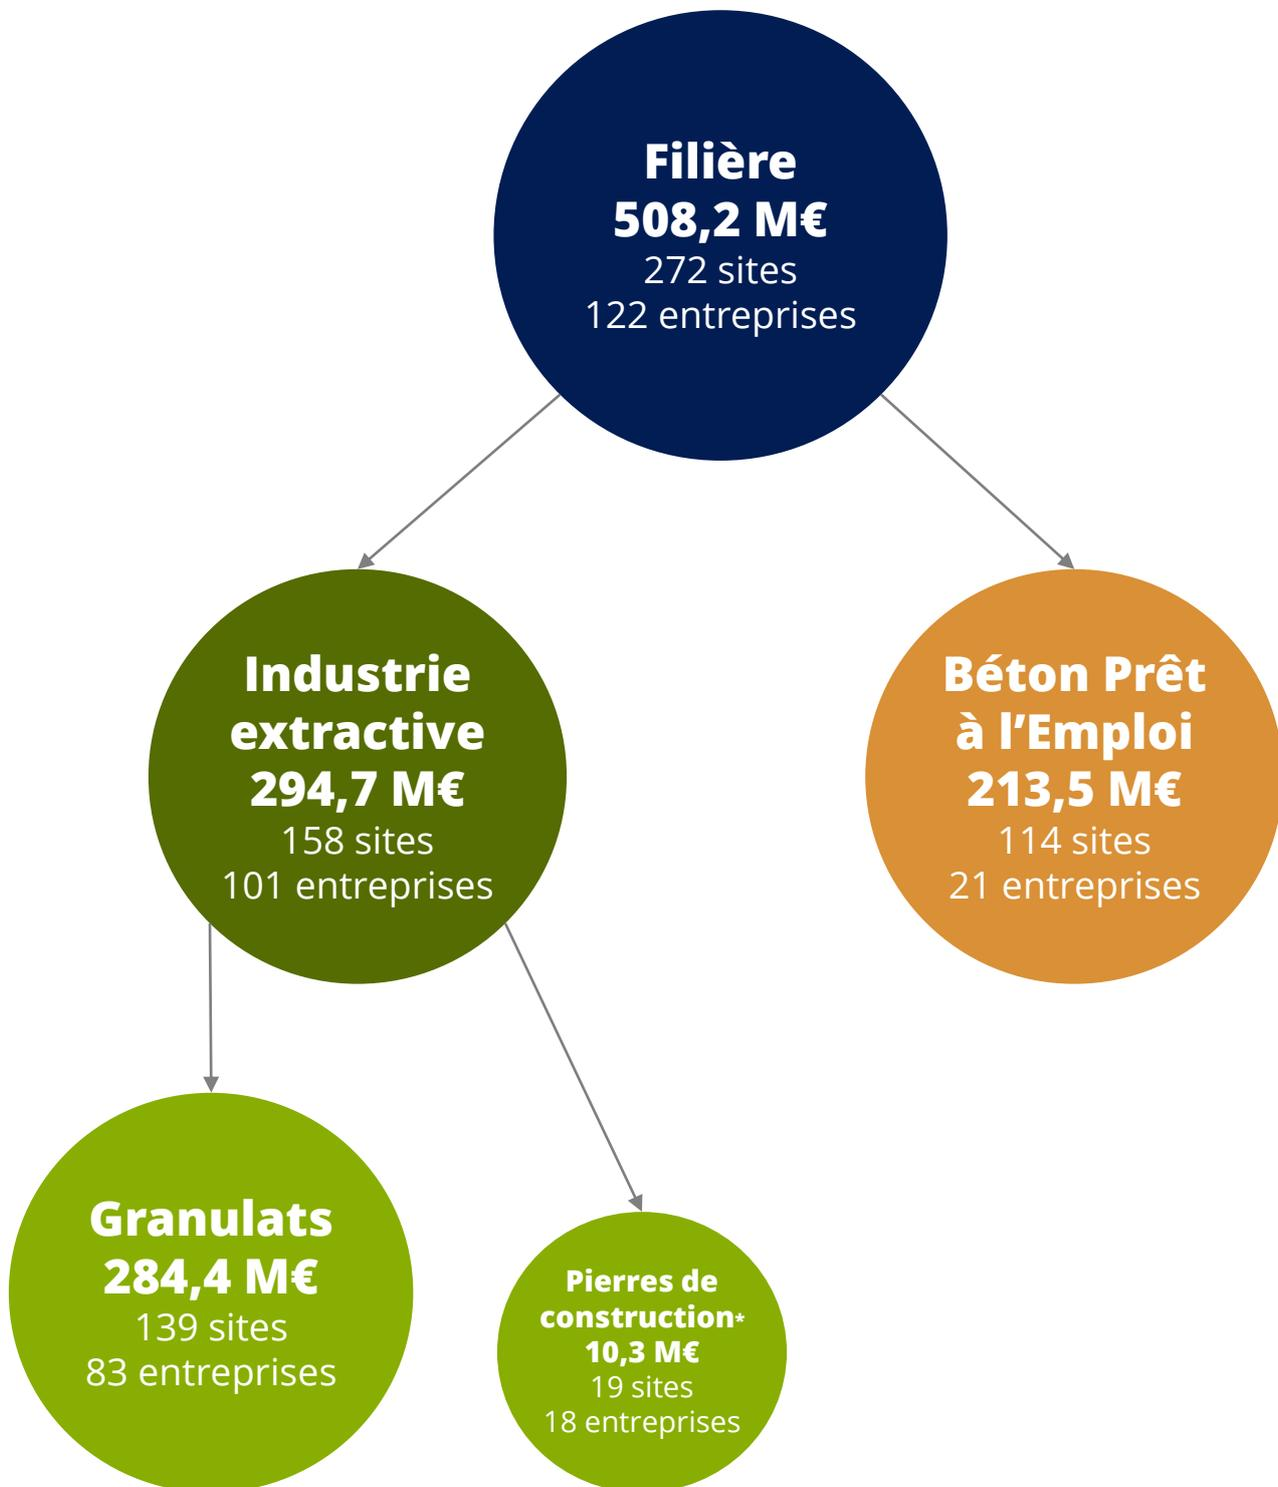 Filière
508,2 M€
272 sites
122 entreprises
Industrie
extractive
294,7 M€
158 sites
101 entreprises
Béton Prêt
à l’Emploi
213,5 M€
114 sites
21 entreprises
Granulats
284,4 M€
139 sites
83 entreprises
Pierres de
construction*
10,3 M€
19 sites
18 entreprises